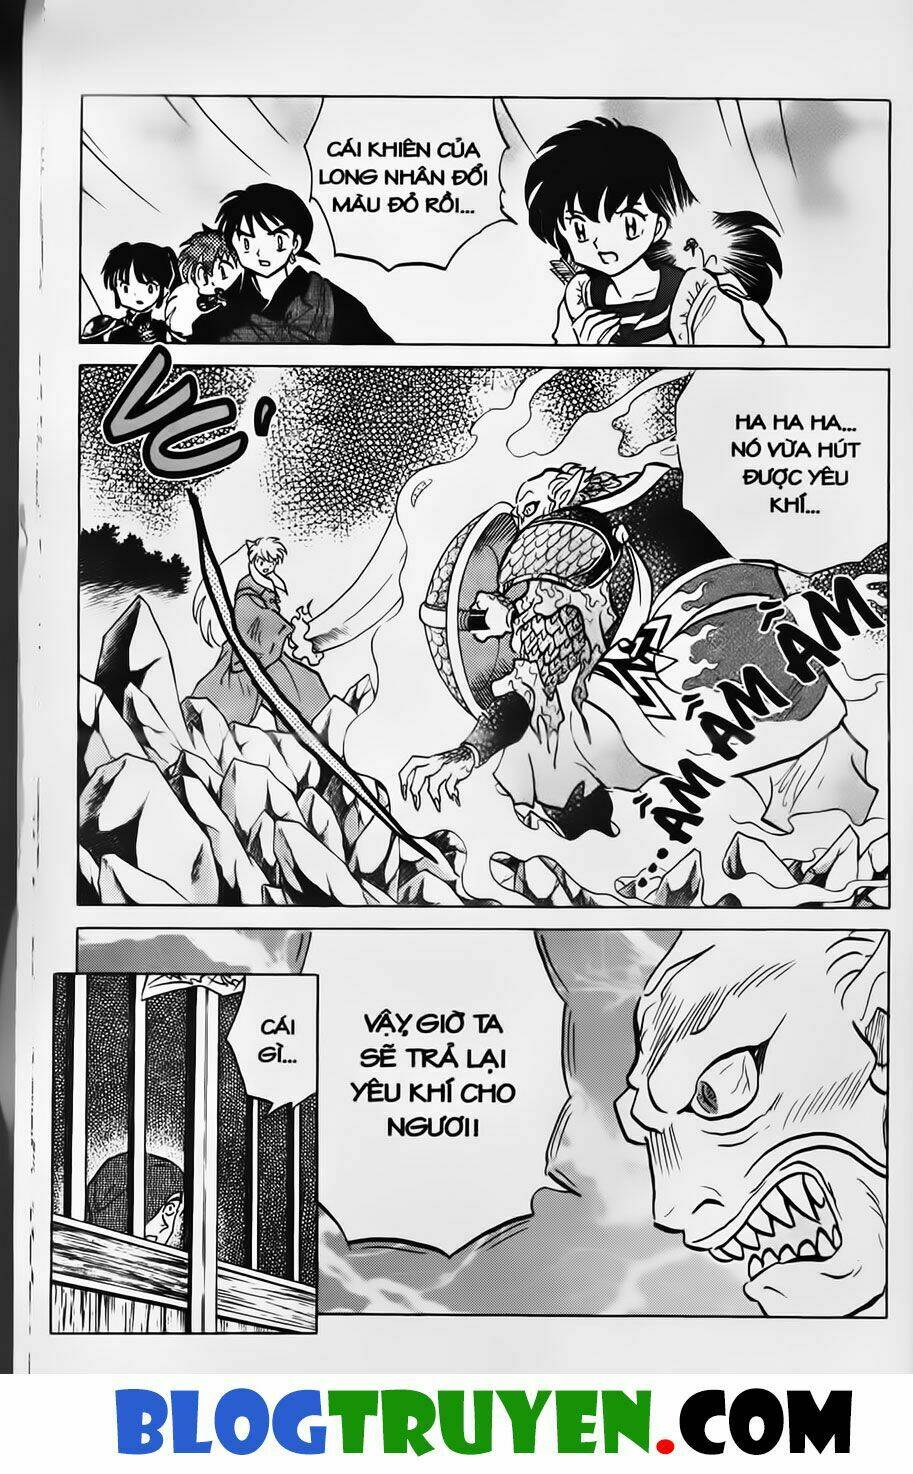 CÁI KHIÊN CỦA
LONG NHÂN ĐỔI
MÀU ĐỎ RỒI...
VÚ
HA HA HA...
NÓ VỪA HÚT
ĐƯỢC YÊU
KHÍ...
...ẦM ẦM ẦM
VẬY, GIỜ TA
SẼ TRẢ LẠI
YÊU KHÍ CHO
NGƯƠI!!
CÁI
GÌ...
BLOGTRUYEN.COM